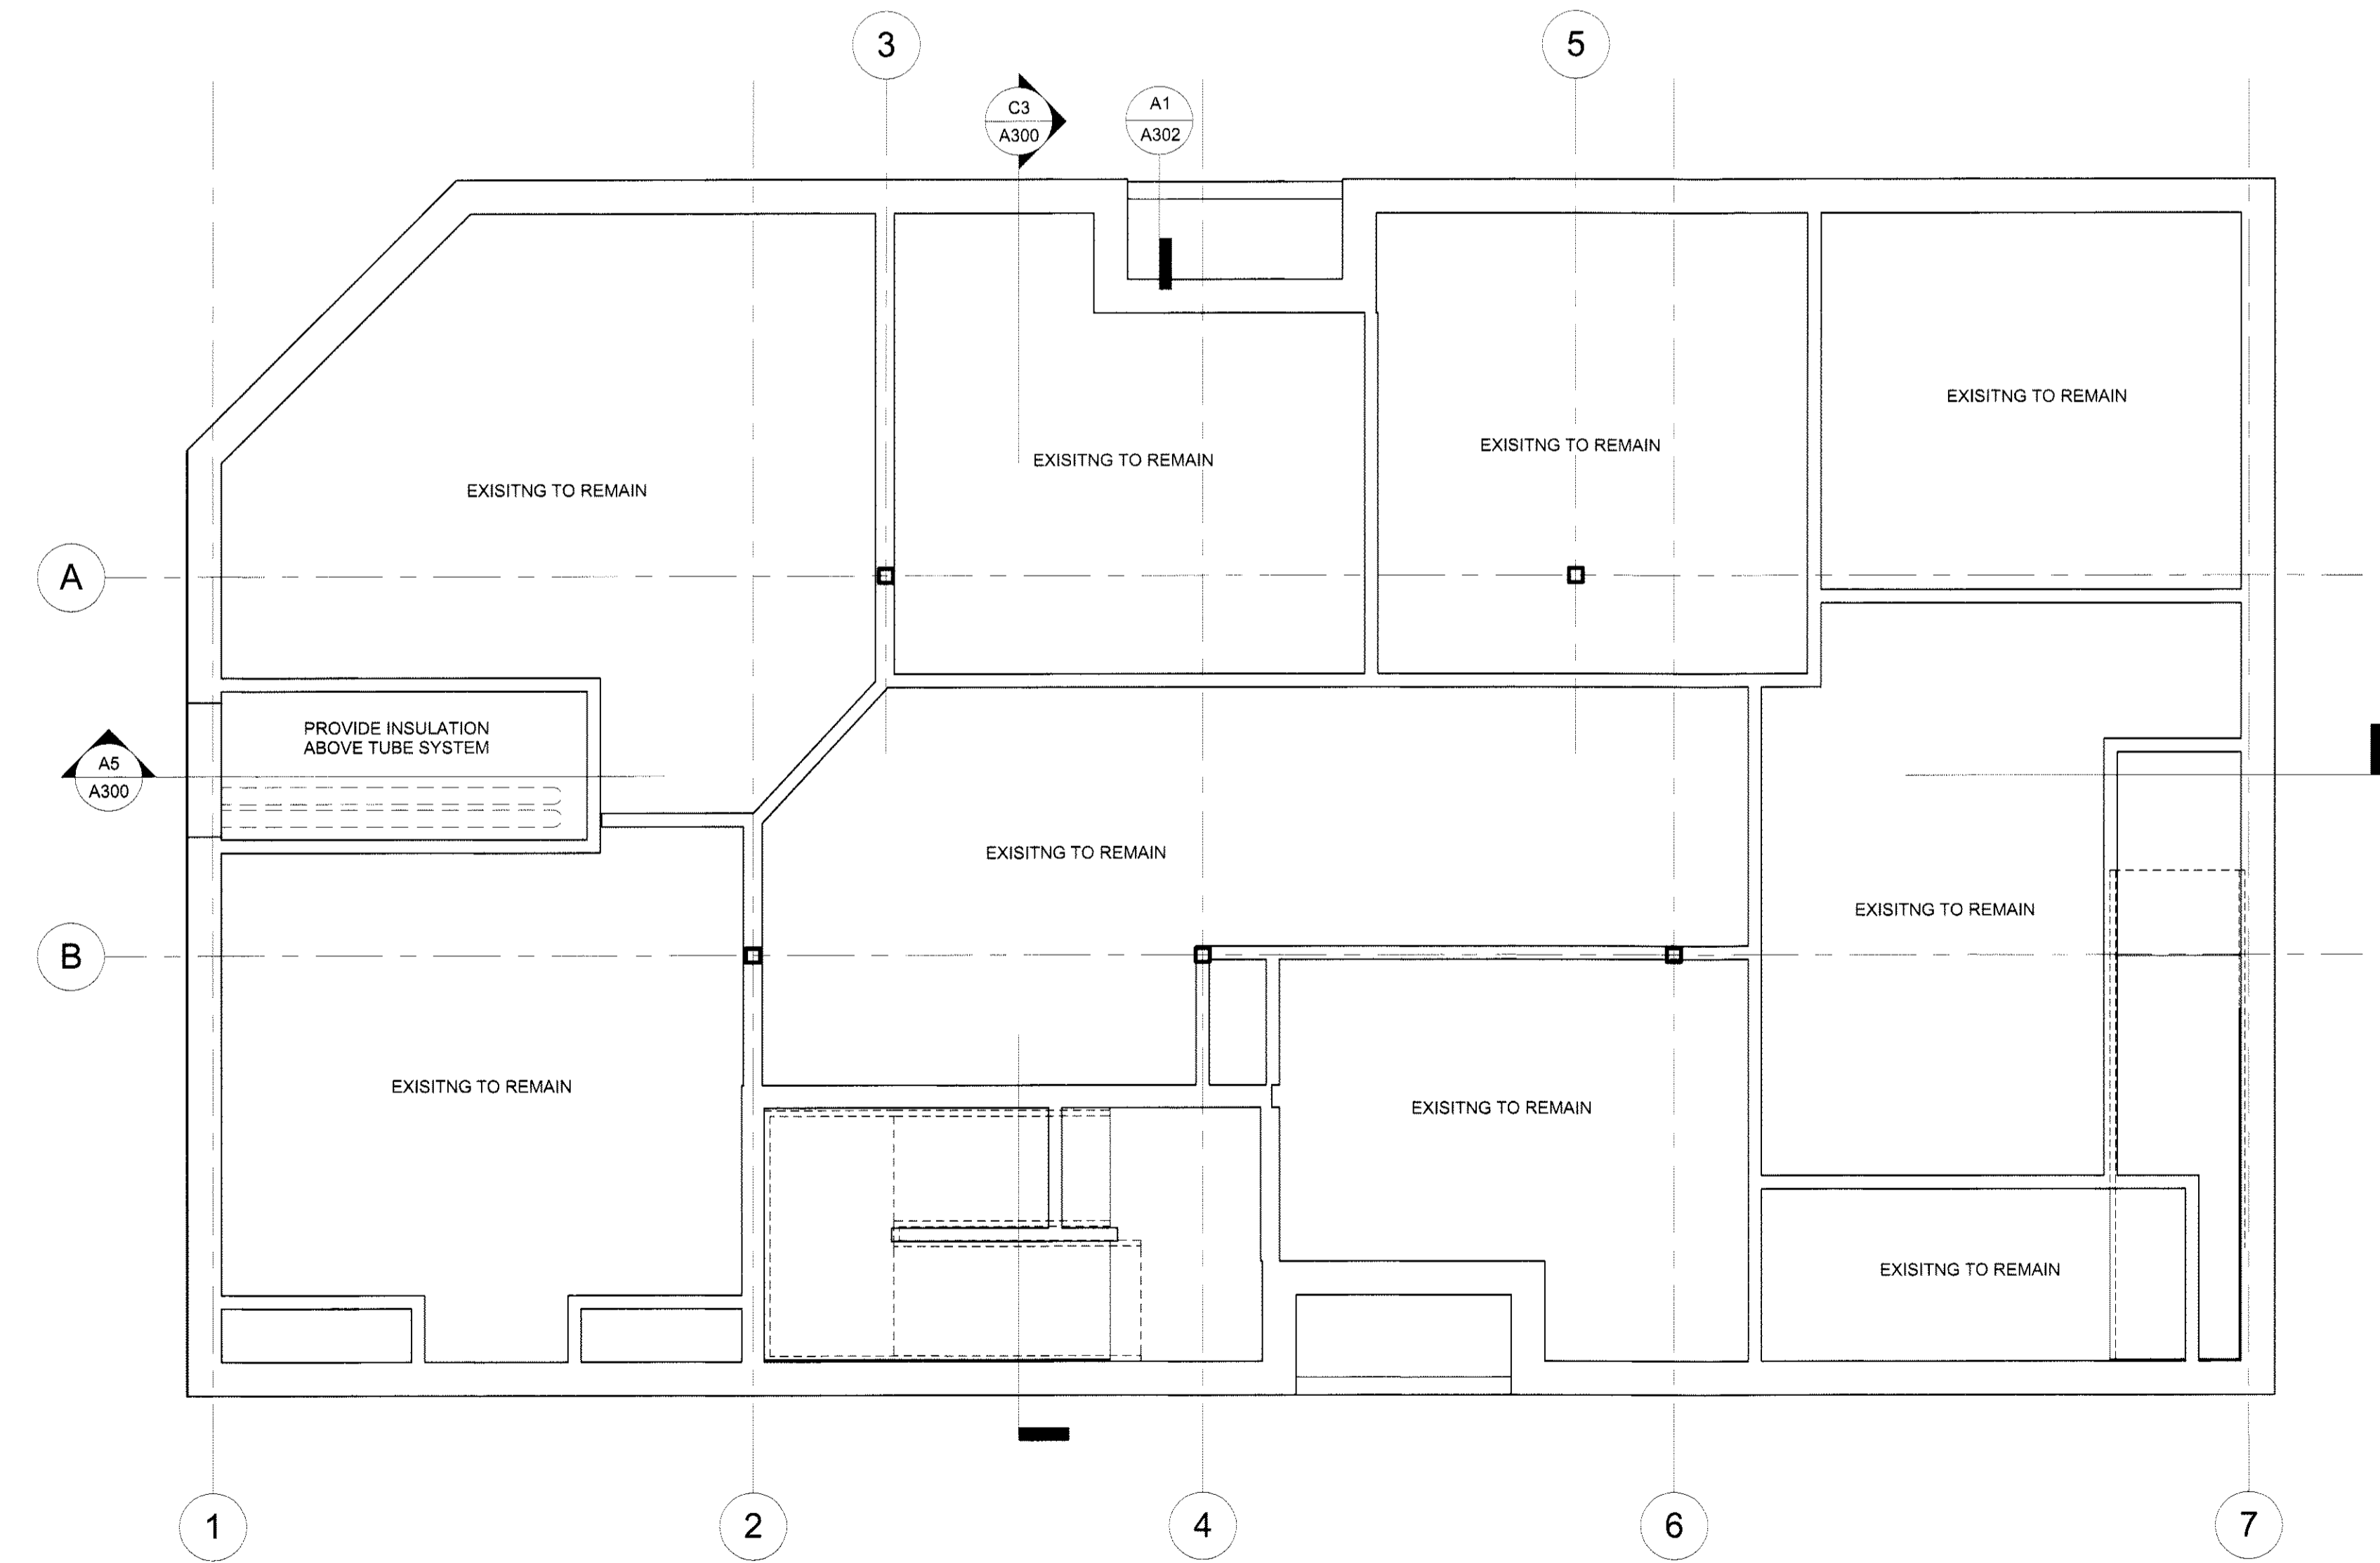 3
5
C3
A300
A1
A302
EXISITNG TO REMAIN
EXISITNG TO REMAIN
EXISITNG TO REMAIN
EXISITNG TO REMAIN
A
PROVIDE INSULATION
ABOVE TUBE SYSTEM
A5
A300
EXISITNG TO REMAIN
EXISITNG TO REMAIN
B
EXISITNG TO REMAIN
EXISITNG TO REMAIN
EXISITNG TO REMAIN
1
2
4
6
7